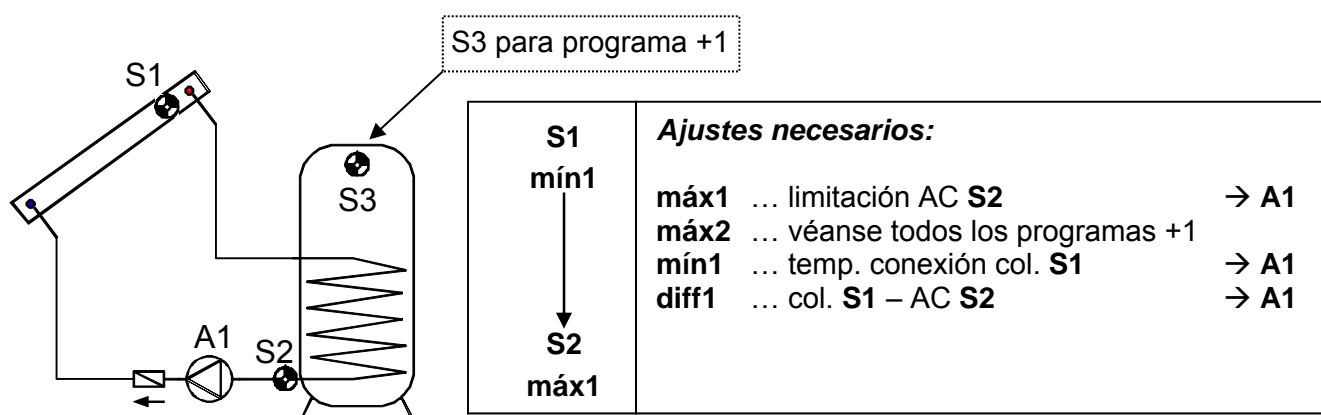 S3 para programa +1
S1
S3
A1
S2
S1
mín1
S2
máx1
Ajustes necesarios:
máx1 … limitación AC S2 → A1
máx2 … véanse todos los programas +1
mín1 … temp. conexión col. S1 → A1
diff1 … col. S1 – AC S2 → A1